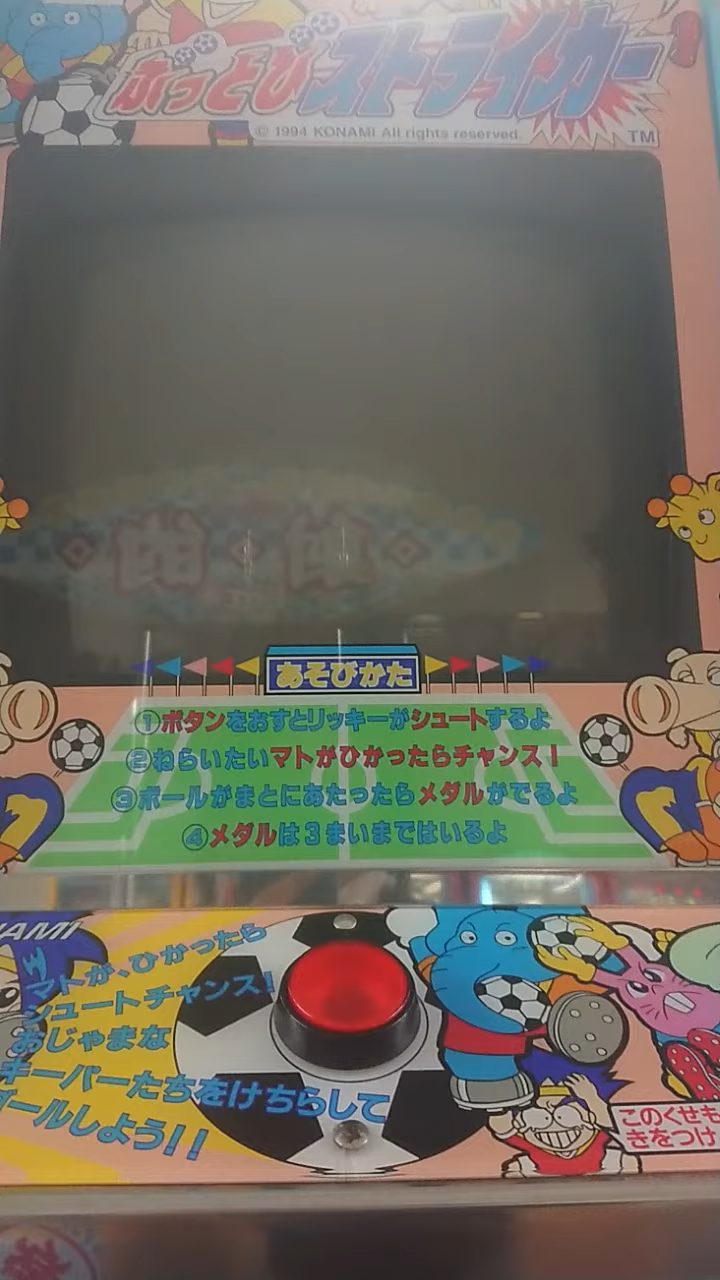 ぶっとびストライカー
© 1994 KONAMI All rights reserved.
TM
あそびかた
①ボタンをおすとリッキーがシュートするよ
②ねらいたいマトがひかったらチャンス!
③ボールがまとにあたったらメダルがでるよ
④メダルは3まいまではいるよ
AMI
マトが、ひかったら
シュートチャンス!
おじゃまな
キーパーたちをけちらして
ゴールしよう!!
このくせも
きをつけ